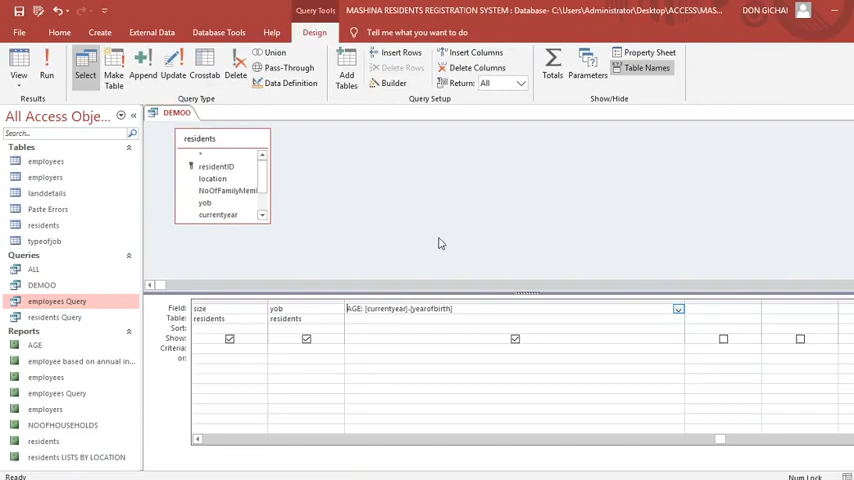 Query Tools
MASHINA RESIDENTS REGISTRATION SYSTEM : Database- C:\Users\Administrator\Desktop\ACCESS\MAS...
DON GICHAI
File
Home
Create
External Data
Database Tools
Help
Design
Tell me what you want to do
View
Run
Select
Make Table
Append
Update
Crosstab
Delete
Union
Pass-Through
Data Definition
Add Tables
Insert Rows
Delete Rows
Builder
Insert Columns
Delete Columns
Return: All
Totals
Parameters
Property Sheet
Table Names
Results
Query Type
Query Setup
Show/Hide
All Access Obje...
Search...
Tables
employees
employers
landdetails
Paste Errors
residents
typeofjob
Queries
ALL
DEMOO
employees Query
residents Query
Reports
AGE
employee based on annual in...
employees
employees Query
employers
NOOFHOUSEHOLDS
residents
residents LISTS BY LOCATION
DEMOO
residents
*
residentID
location
NoOfFamilyMemi
yob
currentyear
Field: size yob AGE: [currentyear]-[yearofbirth]
Table: residents residents
Sort:
Show:
Criteria:
or:
Ready
Num Lock